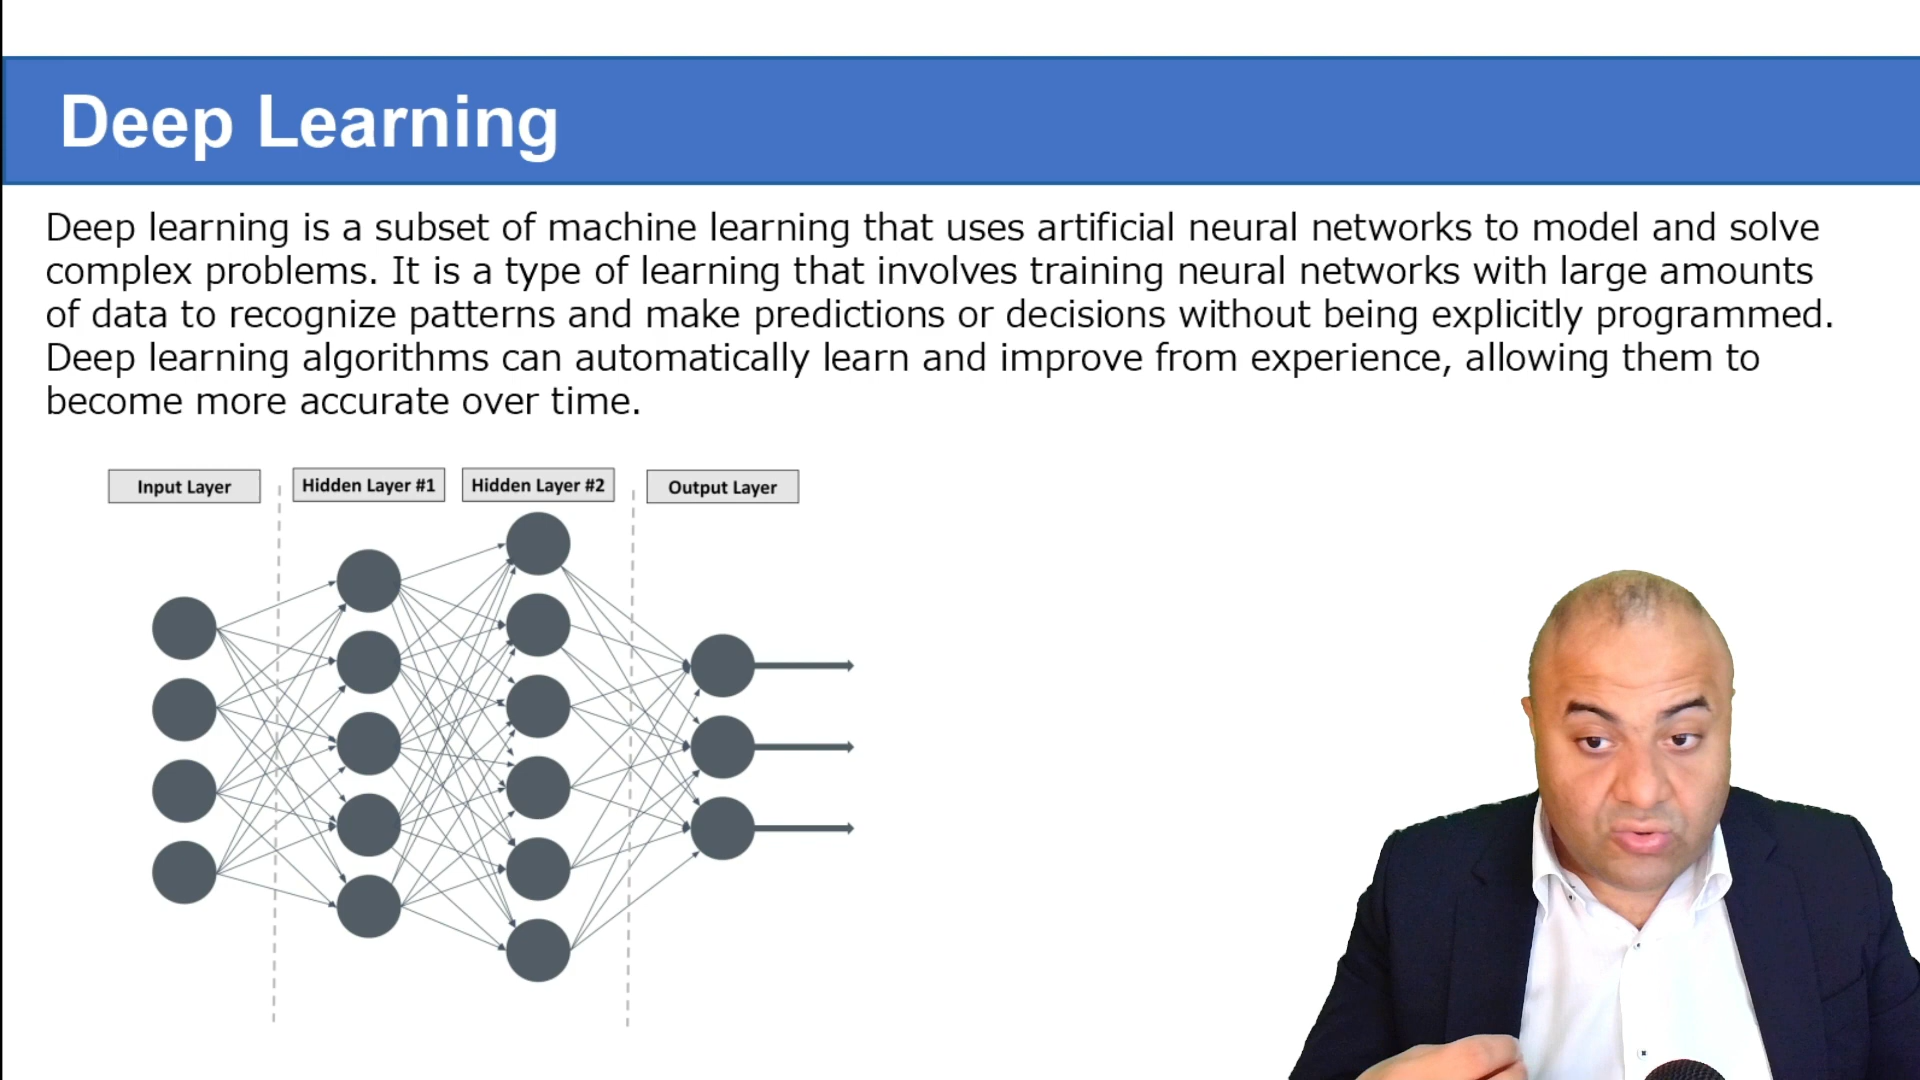 Deep Learning
Deep learning is a subset of machine learning that uses artificial neural networks to model and solve
complex problems. It is a type of learning that involves training neural networks with large amounts
of data to recognize patterns and make predictions or decisions without being explicitly programmed.
Deep learning algorithms can automatically learn and improve from experience, allowing them to
become more accurate over time.
Input Layer
Hidden Layer #1
Hidden Layer #2
Output Layer